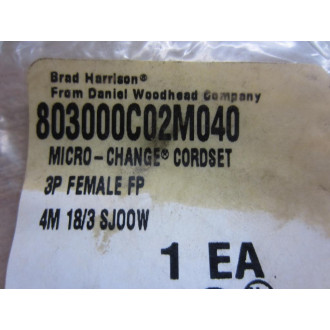 Brad Harrison®
From Daniel Woodhead Company
803000C02M040
MICRO-CHANGE® CORDSET
3P FEMALE FP
4M 18/3 SJOOW
1 EA